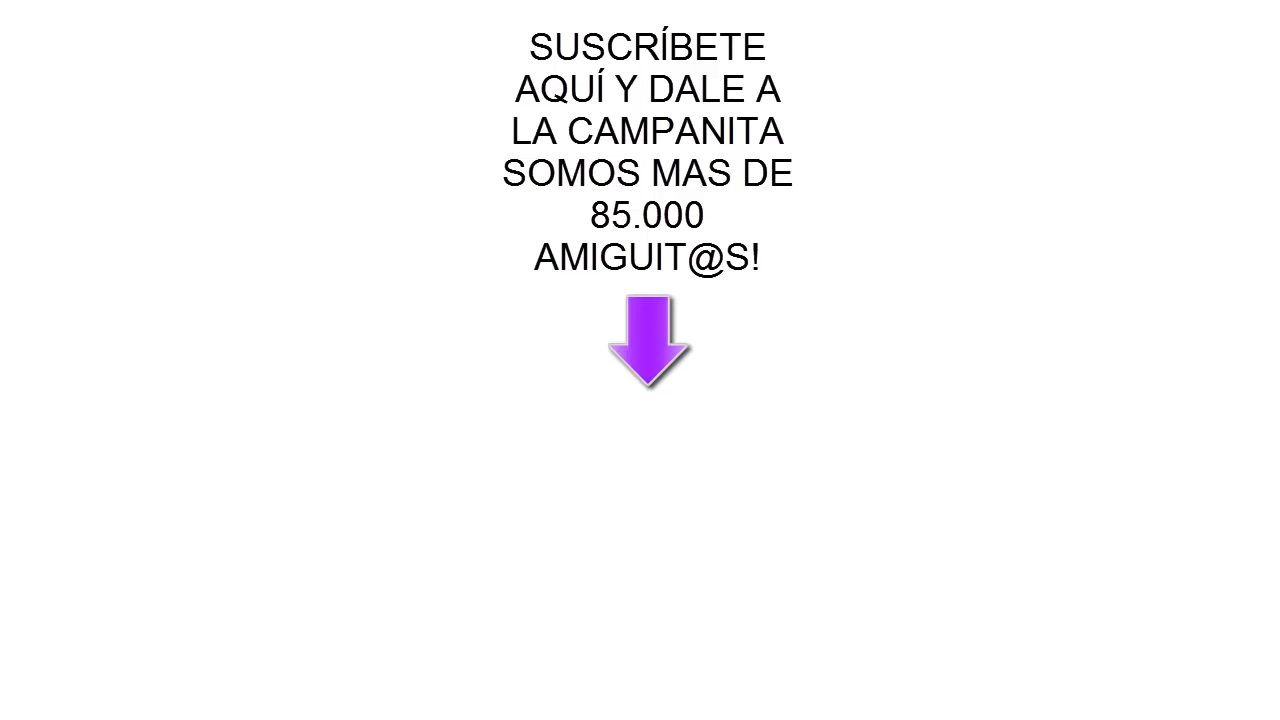 SUSCRÍBETE
AQUÍ Y DALE A
LA CAMPANITA
SOMOS MAS DE
85.000
AMIGUIT@S!